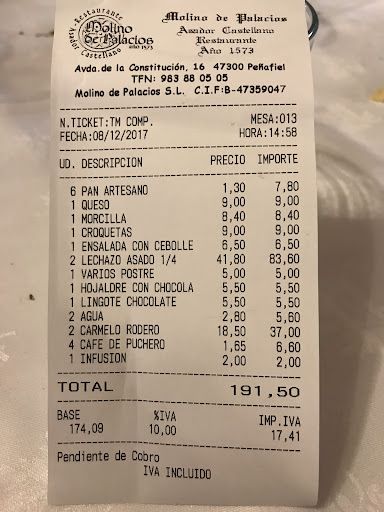 Restaurante
Molino
de Palacios
año 1573
Asador Castellano
Molino de Palacios
Asador Castellano
Restaurante
Año 1573
Avda.de la Constitución, 16 47300 Peñafiel
TFN: 983 88 05 05
Molino de Palacios S.L. C.I.F:B-47359047
N.TICKET:TM COMP. MESA:013
FECHA:08/12/2017 HORA:14:58
UD. DESCRIPCION PRECIO IMPORTE
6 PAN ARTESANO 1,30 7,80
1 QUESO 9,00 9,00
1 MORCILLA 8,40 8,40
1 CROQUETAS 9,00 9,00
1 ENSALADA CON CEBOLLE 6,50 6,50
2 LECHAZO ASADO 1/4 41,80 83,60
1 VARIOS POSTRE 5,00 5,00
1 HOJALDRE CON CHOCOLA 5,50 5,50
1 LINGOTE CHOCOLATE 5,50 5,50
2 AGUA 2,80 5,60
2 CARMELO RODERO 18,50 37,00
4 CAFE DE PUCHERO 1,65 6,60
1 INFUSION 2,00 2,00
TOTAL 191,50
BASE %IVA IMP.IVA
174,09 10,00 17,41
Pendiente de Cobro
IVA INCLUIDO